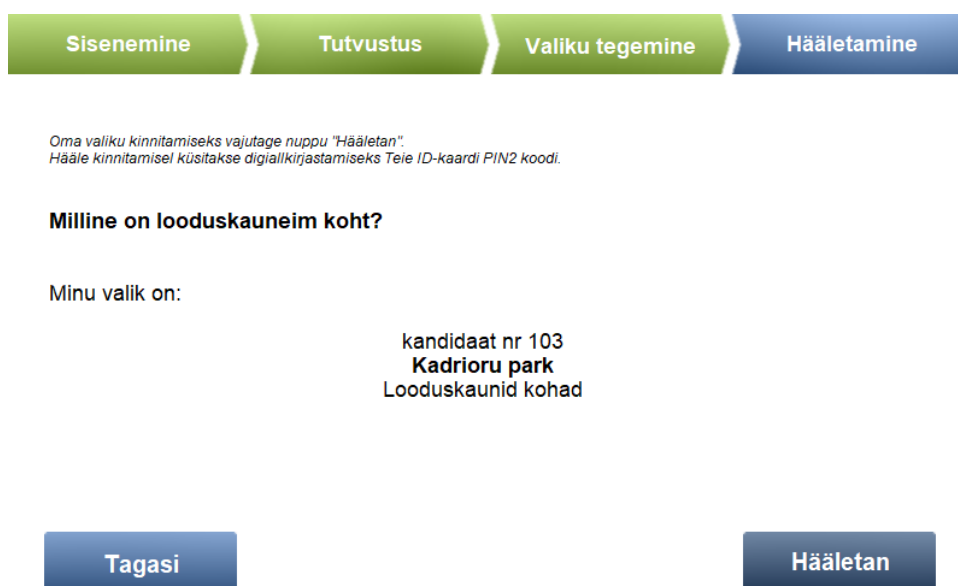 Sisenemine
Tutvustus
Valiku tegemine
Hääletamine
Oma valiku kinnitamiseks vajutage nuppu "Hääletan".
Hääle kinnitamisel küsitakse digiallkirjastamiseks Teie ID-kaardi PIN2 koodi.
Milline on looduskauneim koht?
Minu valik on:
kandidaat nr 103
Kadrioru park
Looduskaunid kohad
Tagasi
Hääletan